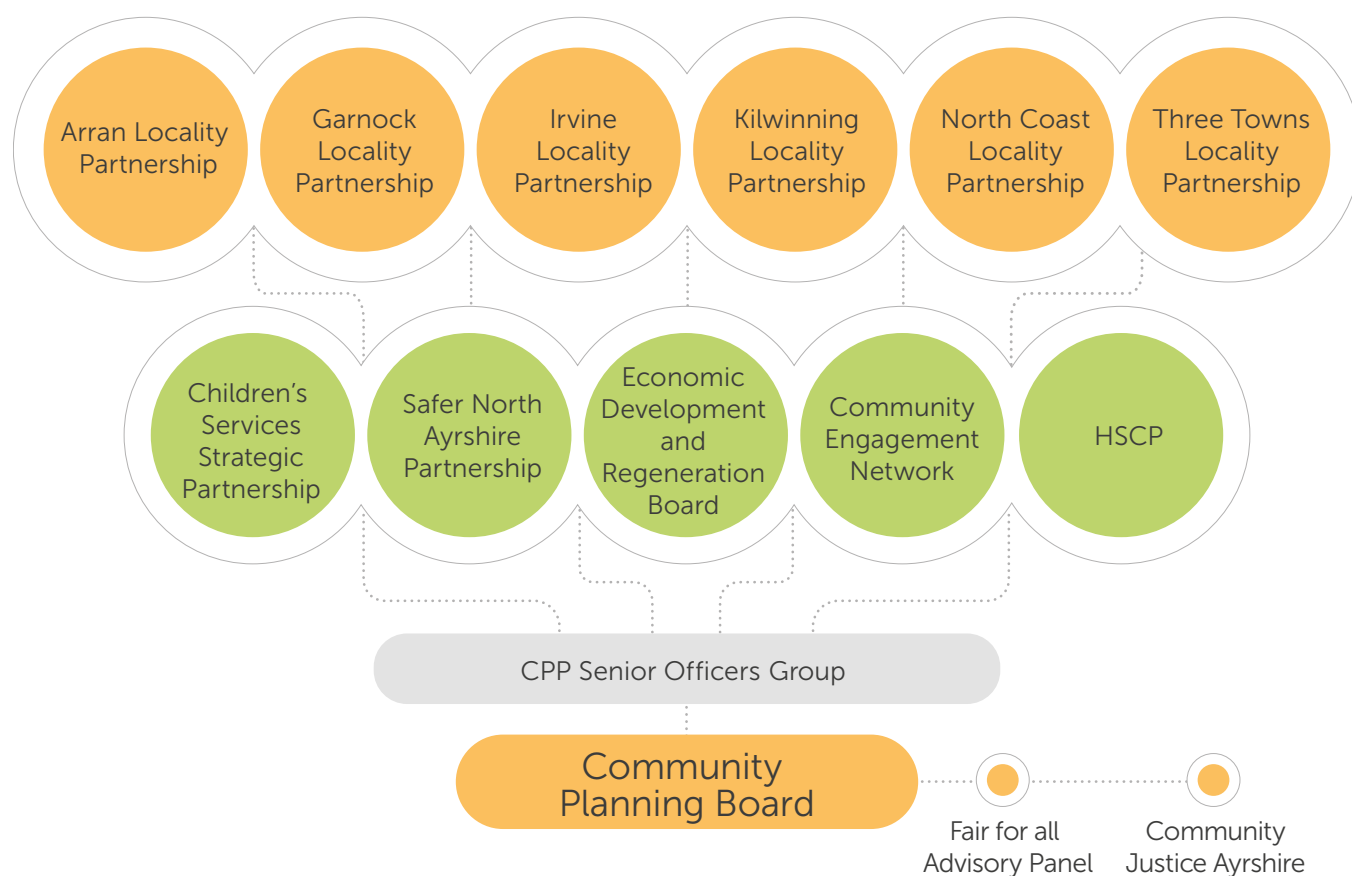 Arran Locality
Partnership
Garnock
Locality
Partnership
Irvine
Locality
Partnership
Kilwinning
Locality
Partnership
North Coast
Locality
Partnership
Three Towns
Locality
Partnership
Children's
Services
Strategic
Partnership
Safer North
Ayrshire
Partnership
Economic
Development
and
Regeneration
Board
Community
Engagement
Network
HSCP
CPP Senior Officers Group
Community
Planning Board
Fair for all
Advisory Panel
Community
Justice Ayrshire